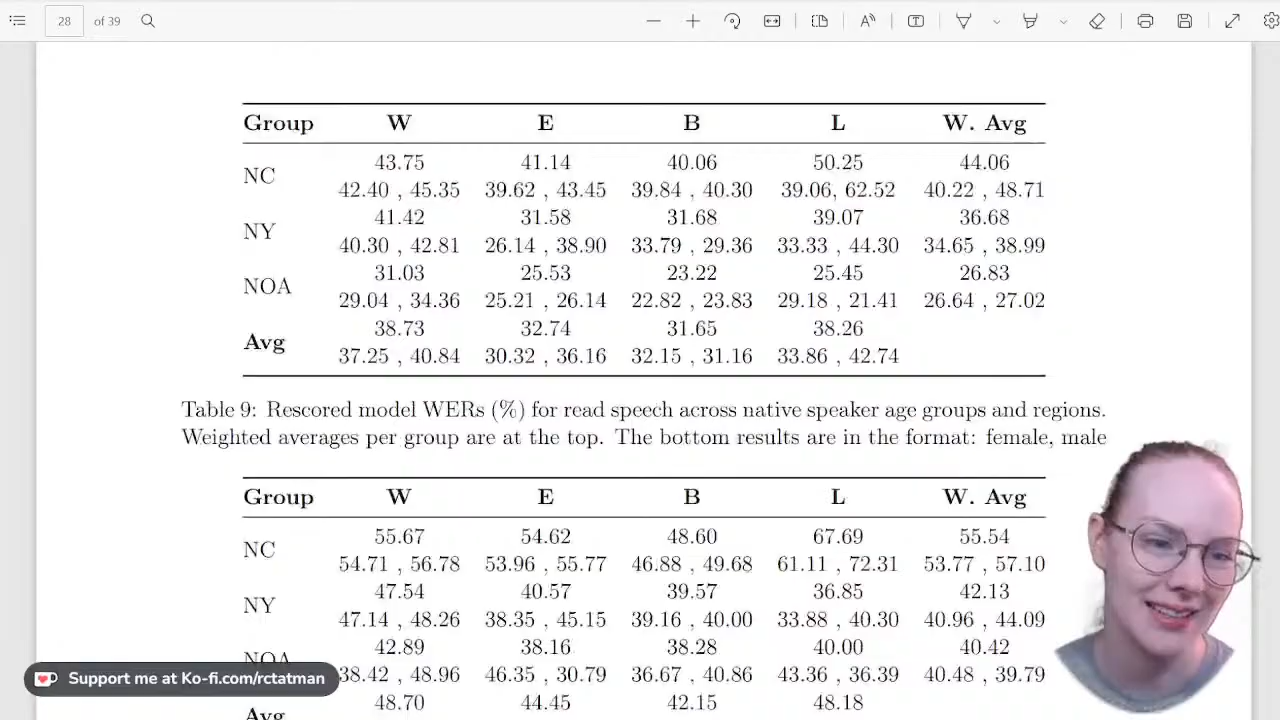 28 of 39
Group W E B L W. Avg
NC 43.75 41.14 40.06 50.25 44.06
42.40 , 45.35 39.62 , 43.45 39.84 , 40.30 39.06, 62.52 40.22 , 48.71
NY 41.42 31.58 31.68 39.07 36.68
40.30 , 42.81 26.14 , 38.90 33.79 , 29.36 33.33 , 44.30 34.65 , 38.99
NOA 31.03 25.53 23.22 25.45 26.83
29.04 , 34.36 25.21 , 26.14 22.82 , 23.83 29.18 , 21.41 26.64 , 27.02
Avg 38.73 32.74 31.65 38.26
37.25 , 40.84 30.32 , 36.16 32.15 , 31.16 33.86 , 42.74
Table 9: Rescored model WERs (%) for read speech across native speaker age groups and regions.
Weighted averages per group are at the top. The bottom results are in the format: female, male
Group W E B L W. Avg
NC 55.67 54.62 48.60 67.69 55.54
54.71 , 56.78 53.96 , 55.77 46.88 , 49.68 61.11 , 72.31 53.77 , 57.10
NY 47.54 40.57 39.57 36.85 42.13
47.14 , 48.26 38.35 , 45.15 39.16 , 40.00 33.88 , 40.30 40.96 , 44.09
NOA 42.89 38.16 38.28 40.00 40.42
38.42 , 48.96 46.35 , 30.79 36.67 , 40.86 43.36 , 36.39 40.48 , 39.79
Avg 48.70 44.45 42.15 48.18
Support me at Ko-fi.com/rctatman